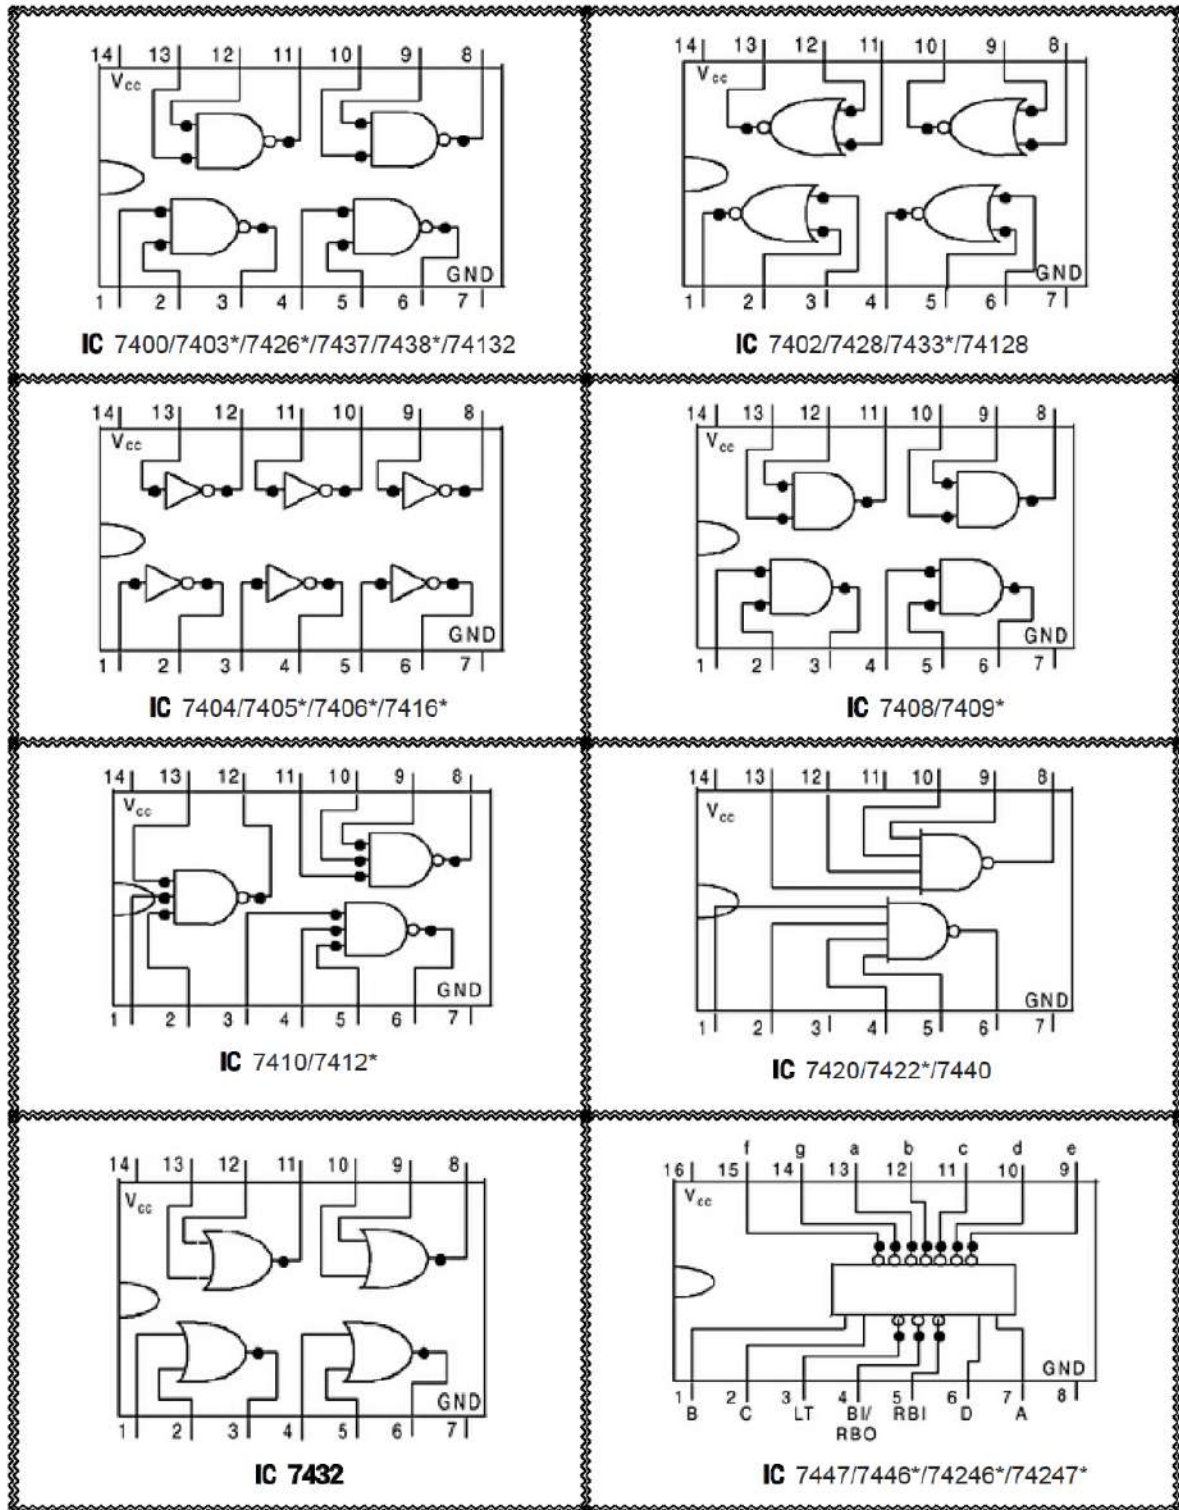 14 13 12 11 10 9 8
Vcc
GND
1 2 3 4 5 6 7
IC 7400/7403*/7426*/7437/7438*/74132
14 13 12 11 10 9 8
Vcc
GND
1 2 3 4 5 6 7
IC 7402/7428/7433*/74128
14 13 12 11 10 9 8
Vcc
GND
1 2 3 4 5 6 7
IC 7404/7405*/7406*/7416*
14 13 12 11 10 9 8
Vcc
GND
1 2 3 4 5 6 7
IC 7408/7409*
14 13 12 11 10 9 8
Vcc
GND
1 2 3 4 5 6 7
IC 7410/7412*
14 13 12 11 10 9 8
Vcc
GND
1 2 3 4 5 6 7
IC 7420/7422*/7440
14 13 12 11 10 9 8
Vcc
GND
1 2 3 4 5 6 7
IC 7432
f g a b c d e
16 15 14 13 12 11 10 9
Vcc
GND
1 2 3 4 5 6 7 8
B C LT BI/ RBI D A
RBO
IC 7447/7446*/74246*/74247*